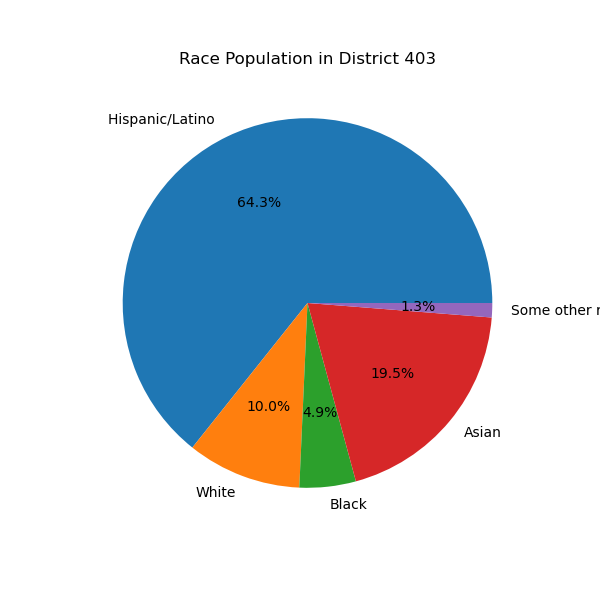 Race Population in District 403
Hispanic/Latino
64.3%
1.3%
Some other
19.5%
10.0%
4.9%
Asian
White
Black